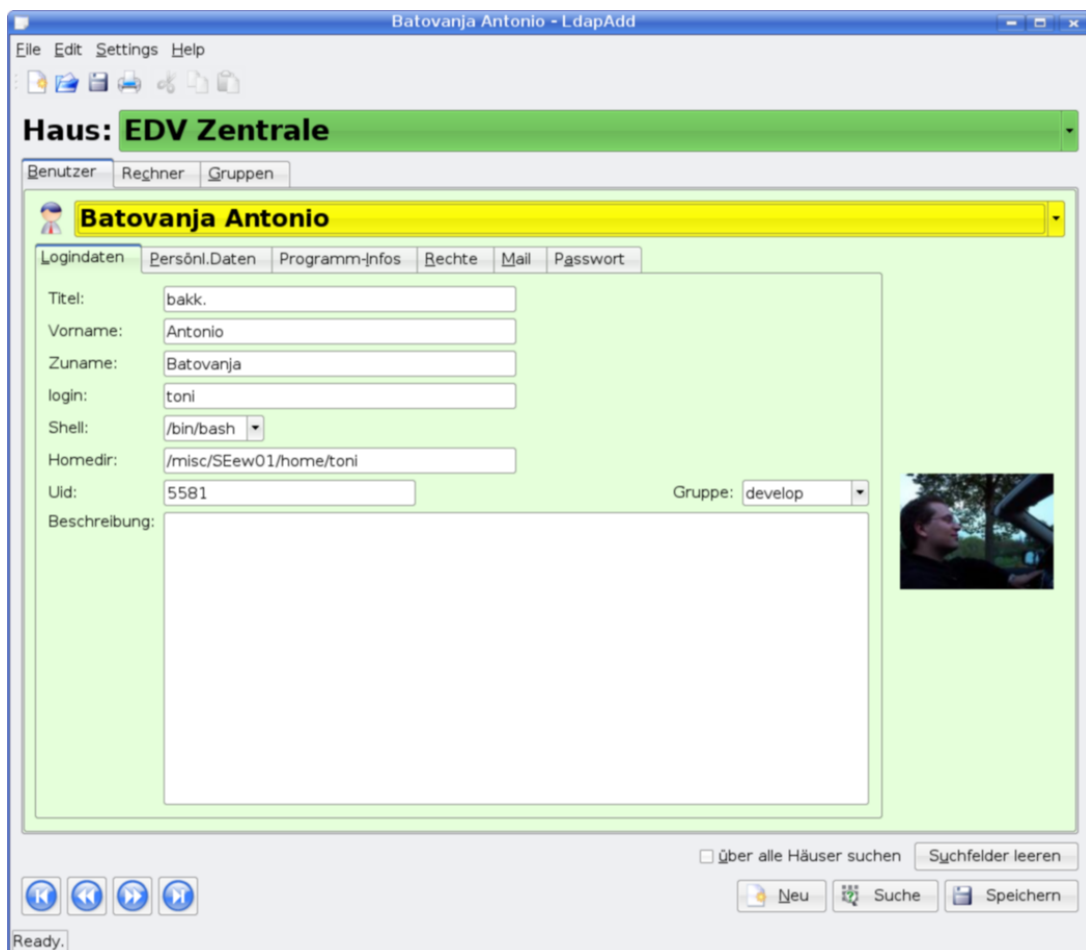 Batovanja Antonio - LdapAdd
File Edit Settings Help
Haus: EDV Zentrale
Benutzer Rechner Gruppen
Batovanja Antonio
Logindaten Persönl.Daten Programm-Infos Rechte Mail Passwort
Titel: bakk.
Vorname: Antonio
Zuname: Batovanja
login: toni
Shell: /bin/bash
Homedir: /misc/SEew01/home/toni
Uid: 5581 Gruppe: develop
Beschreibung:
über alle Häuser suchen Suchfelder leeren
Neu Suche Speichern
Ready.